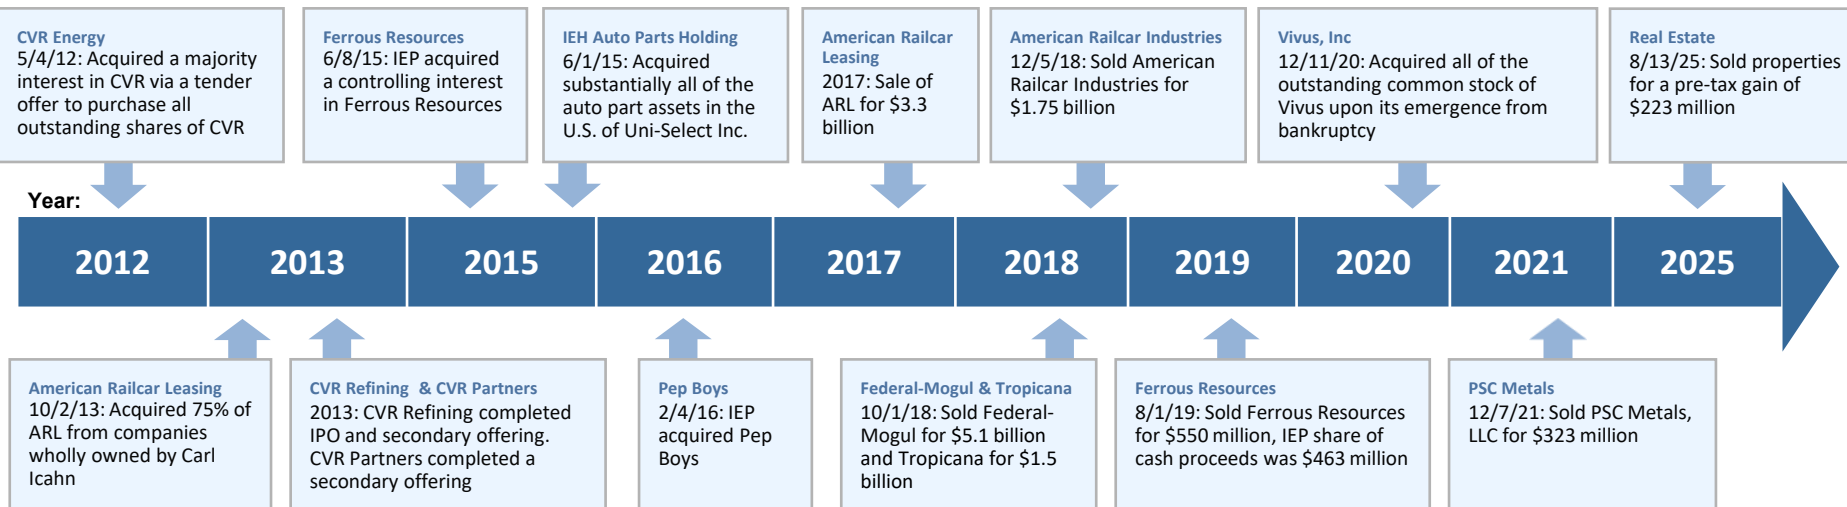 CVR Energy
5/4/12: Acquired a majority
interest in CVR via a tender
offer to purchase all
outstanding shares of CVR
Ferrous Resources
6/8/15: IEP acquired
a controlling interest
in Ferrous Resources
IEH Auto Parts Holding
6/1/15: Acquired
substantially all of the
auto part assets in the
U.S. of Uni-Select Inc.
American Railcar
Leasing
2017: Sale of
ARL for $3.3
billion
American Railcar Industries
12/5/18: Sold American
Railcar Industries for
$1.75 billion
Vivus, Inc
12/11/20: Acquired all of the
outstanding common stock of
Vivus upon its emergence from
bankruptcy
Real Estate
8/13/25: Sold properties
for a pre-tax gain of
$223 million
Year:
2012 2013 2015 2016 2017 2018 2019 2020 2021 2025
American Railcar Leasing
10/2/13: Acquired 75% of
ARL from companies
wholly owned by Carl
Icahn
CVR Refining & CVR Partners
2013: CVR Refining completed
IPO and secondary offering.
CVR Partners completed a
secondary offering
Pep Boys
2/4/16: IEP
acquired Pep
Boys
Federal-Mogul & Tropicana
10/1/18: Sold Federal-
Mogul for $5.1 billion
and Tropicana for $1.5
billion
Ferrous Resources
8/1/19: Sold Ferrous Resources
for $550 million, IEP share of
cash proceeds was $463 million
PSC Metals
12/7/21: Sold PSC Metals,
LLC for $323 million